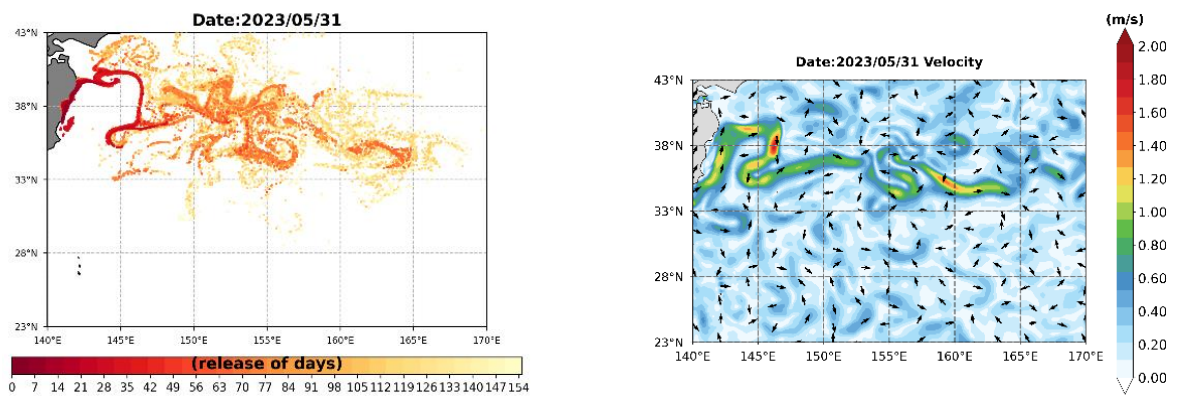 Date:2023/05/31
43°N
38°N
33°N
28°N
23°N
140°E 145°E 150°E 155°E 160°E 165°E 170°E
(release of days)
0 7 14 21 28 35 42 49 56 63 70 77 84 91 98 105 112 119 126 133 140 147 154
(m/s)
Date:2023/05/31 Velocity
43°N
38°N
33°N
28°N
23°N
140°E 145°E 150°E 155°E 160°E 165°E 170°E
2.00
1.80
1.60
1.40
1.20
1.00
0.80
0.60
0.40
0.20
0.00